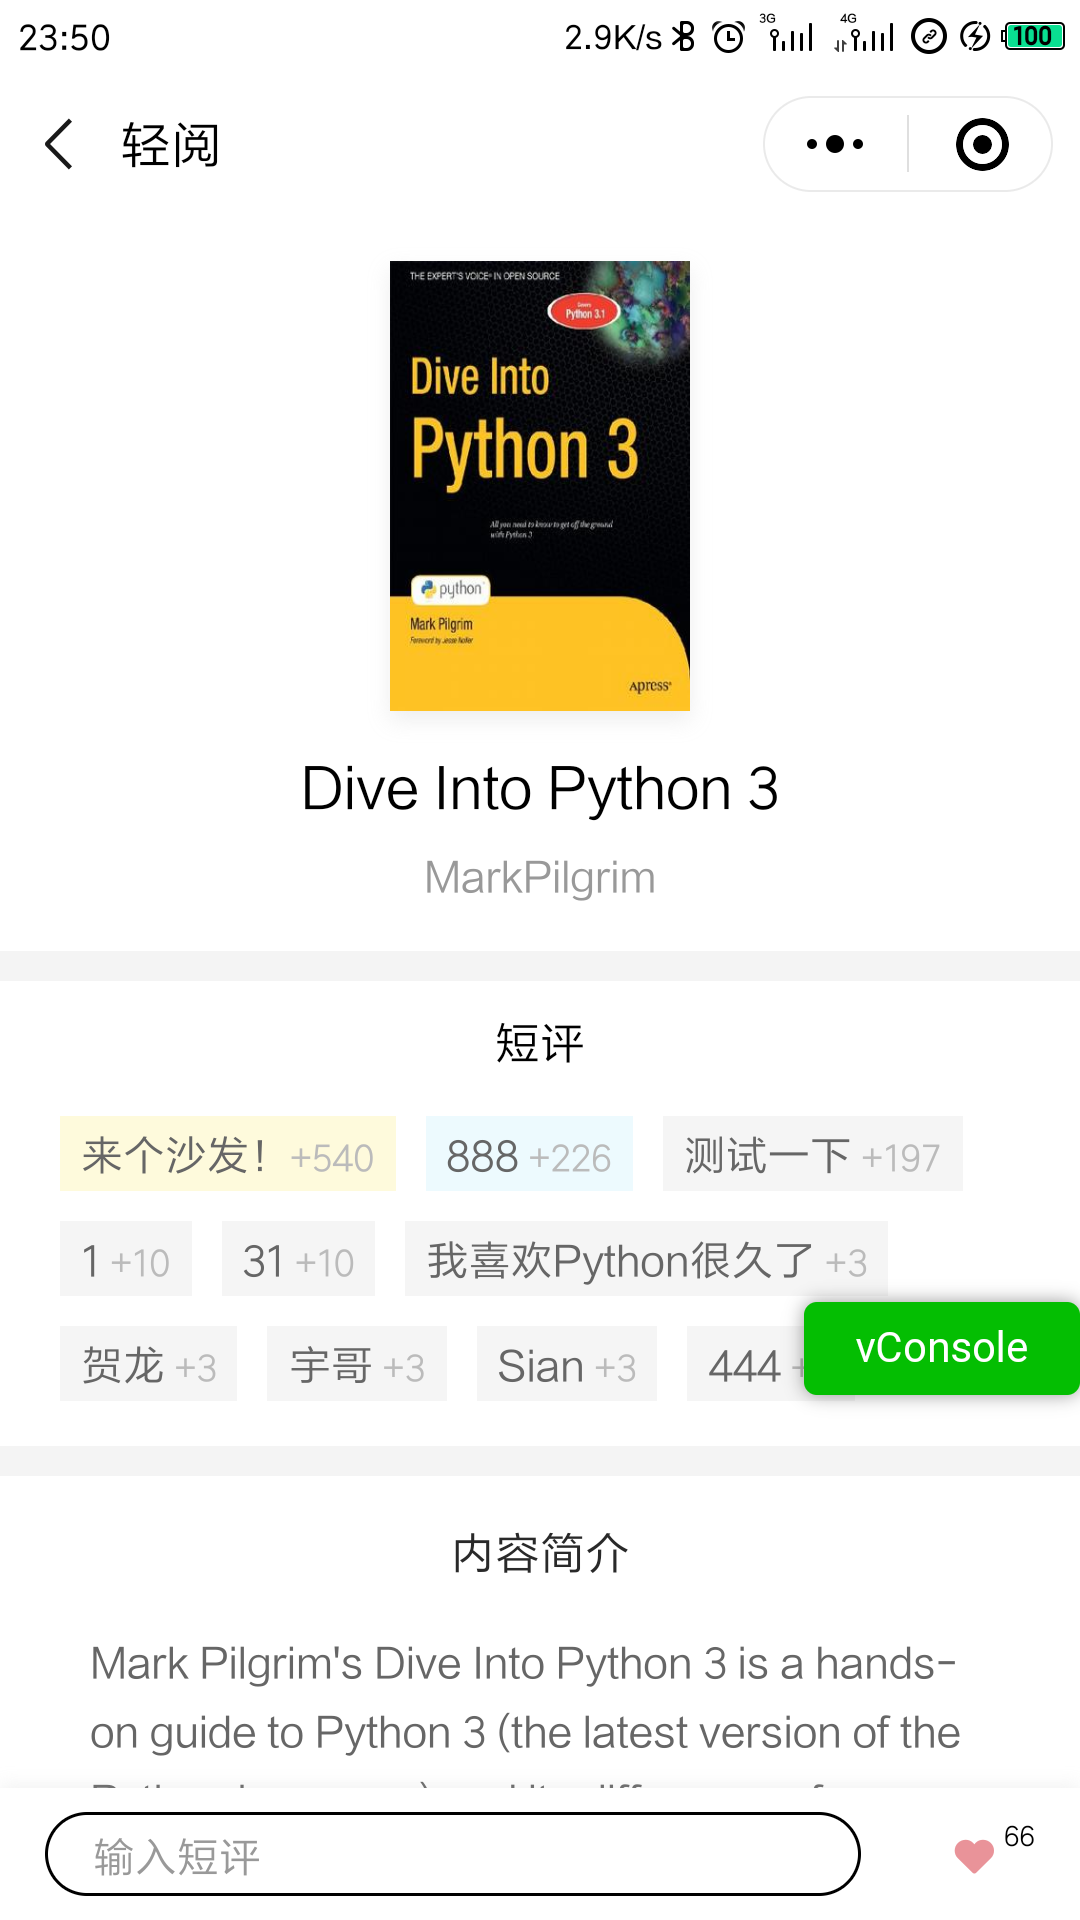 23:50
2.9K/s 3G 4G 100
轻阅
THE EXPERT'S VOICE® IN OPEN SOURCE
Python 3.1
Dive Into
Python 3
All you need to know to get off the ground
with Python 3
python
Mark Pilgrim
Foreword by Jesse Noller
Apress®
Dive Into Python 3
MarkPilgrim
短评
来个沙发！ +540 888 +226 测试一下 +197
1 +10 31 +10 我喜欢Python很久了 +3
贺龙 +3 宇哥 +3 Sian +3 444 +
vConsole
内容简介
Mark Pilgrim's Dive Into Python 3 is a hands-
on guide to Python 3 (the latest version of the
输入短评
66